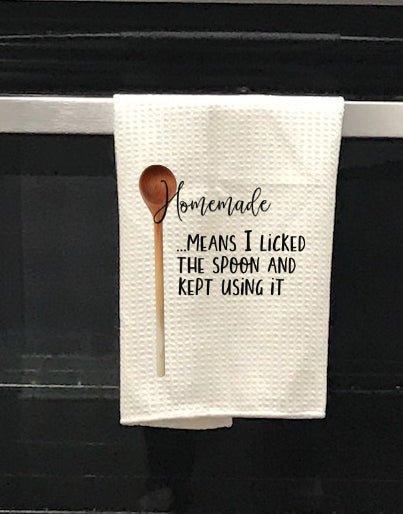 Homemade
...MEANS I LICKED
THE SPOON AND
KEPT USING IT